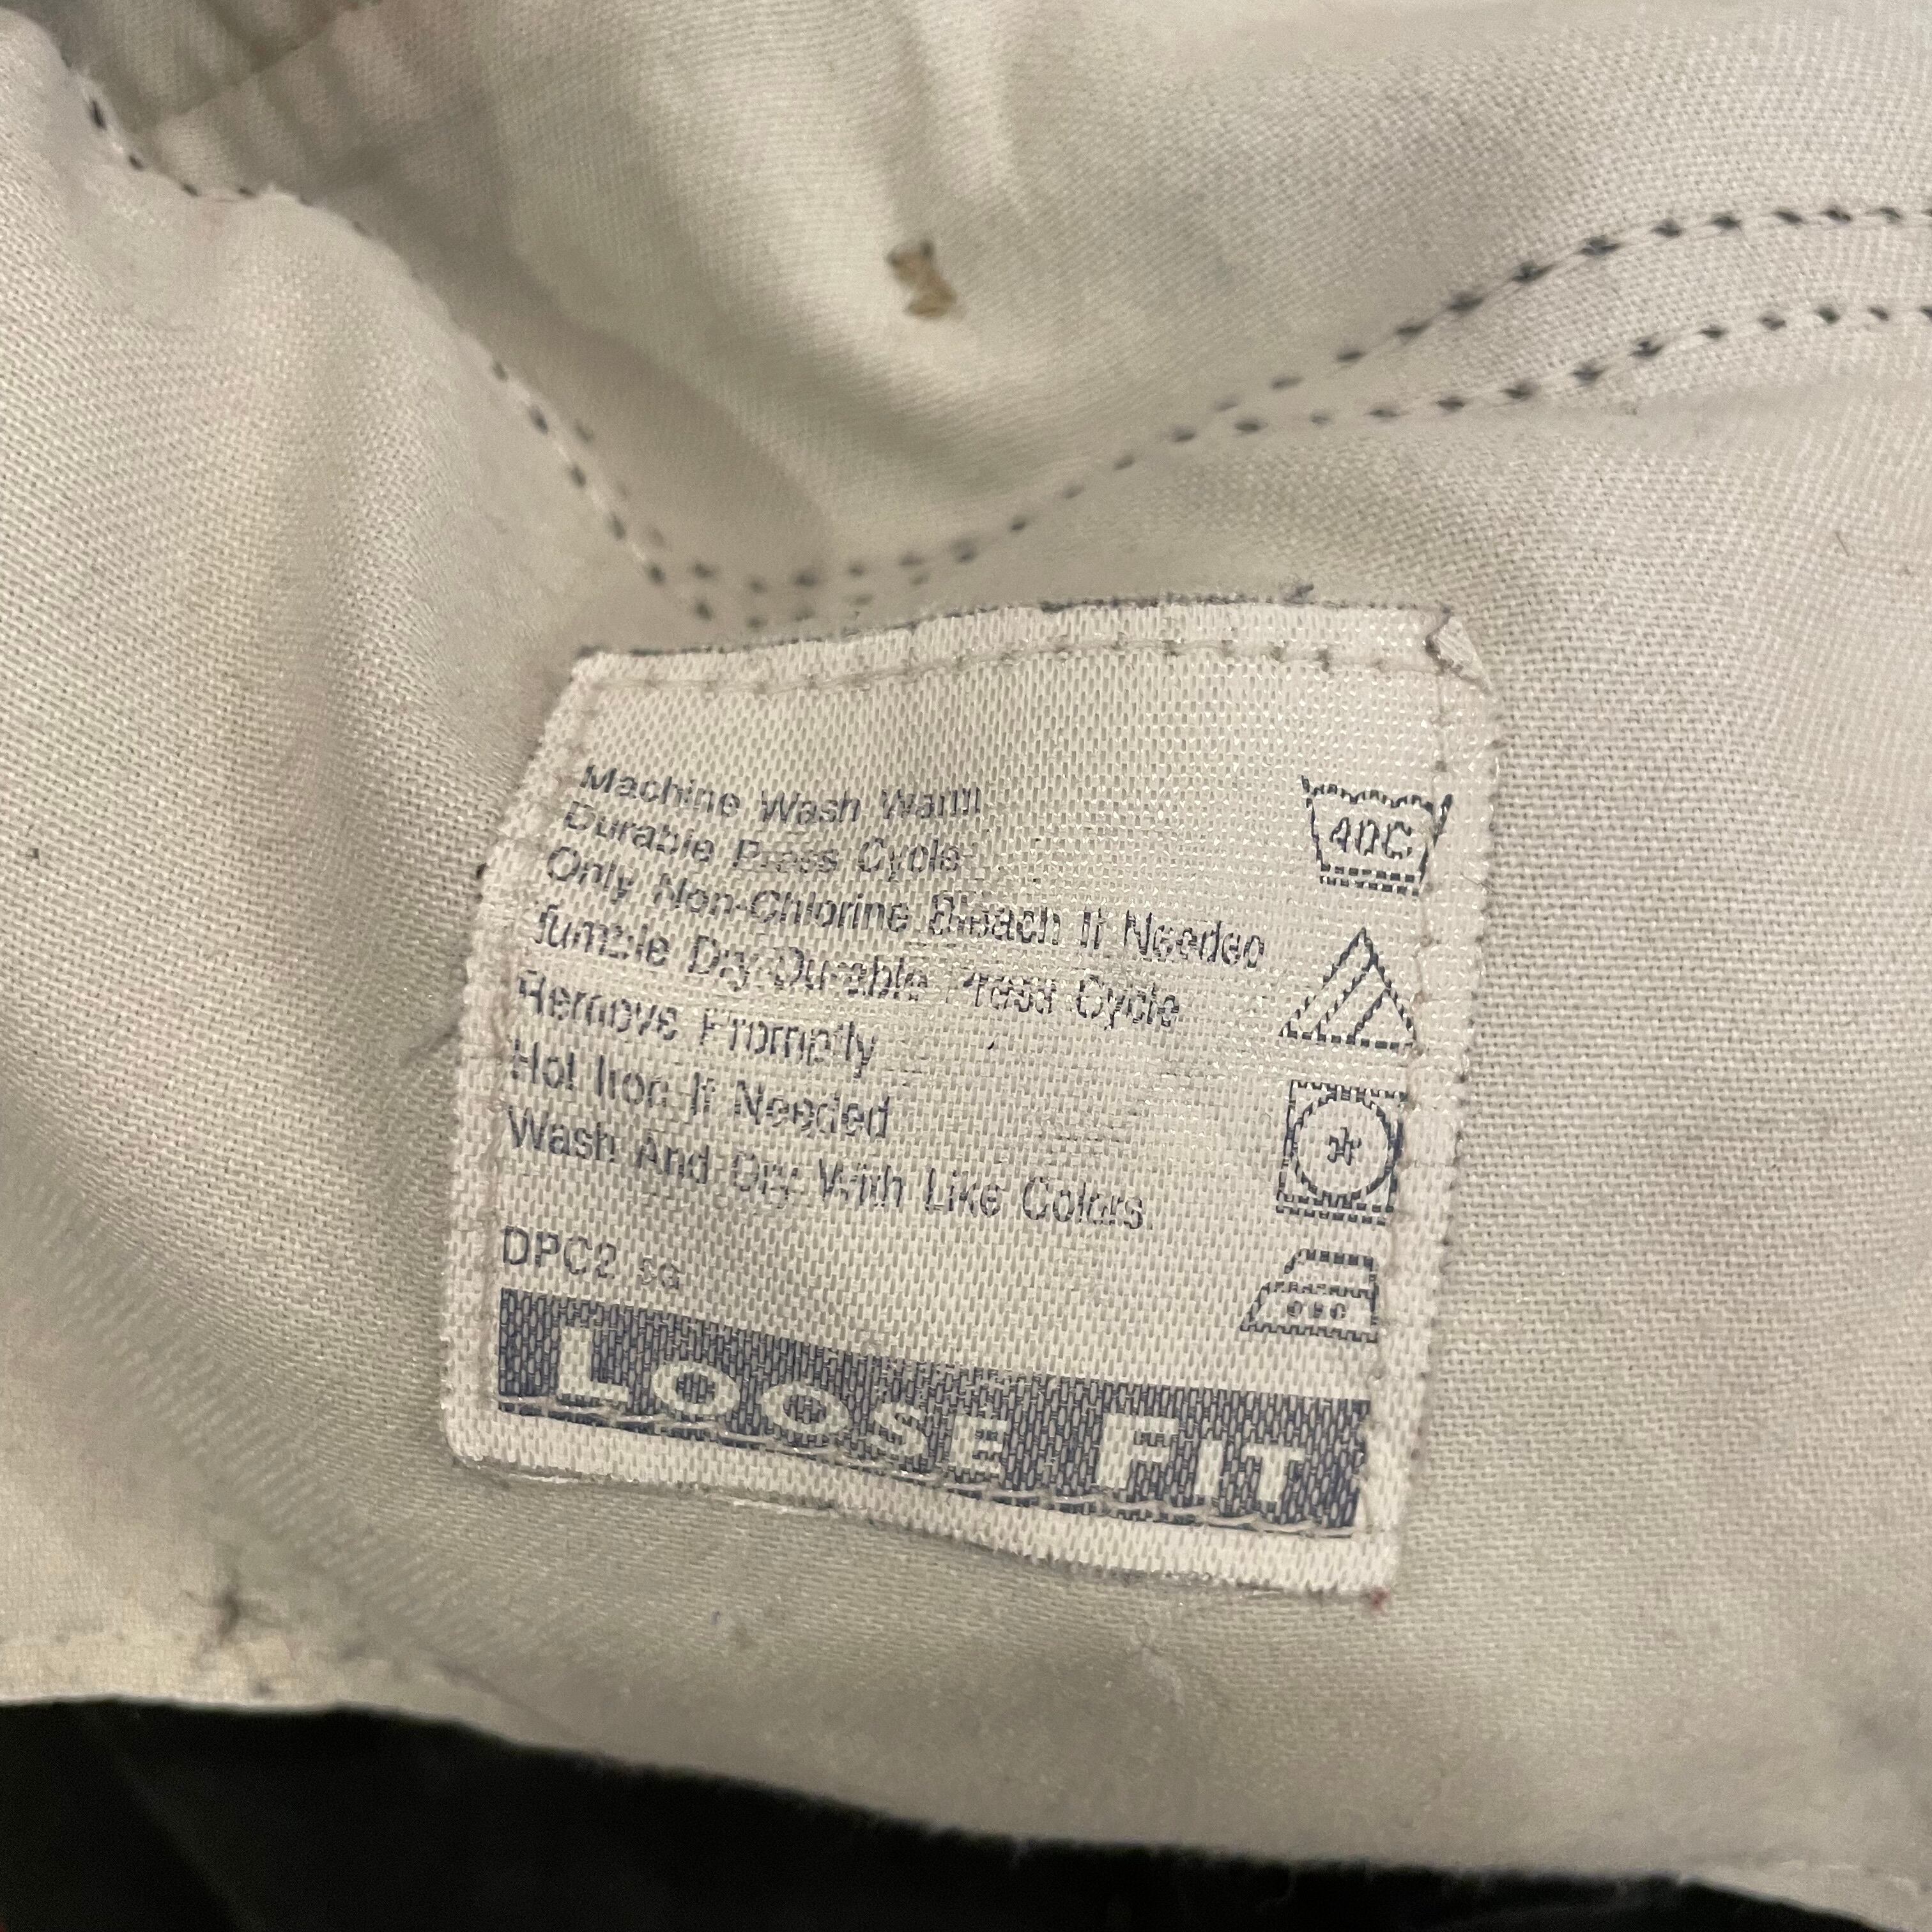 Machine Wash Warm
Durable Press Cycle
Only Non-Chlorine Bleach If Needed
Tumble Dry Durable Press Cycle
Remove Promptly
Hot Iron If Needed
Wash And Dry With Like Colors.
DPC2 sg
LOOSE FIT
40C